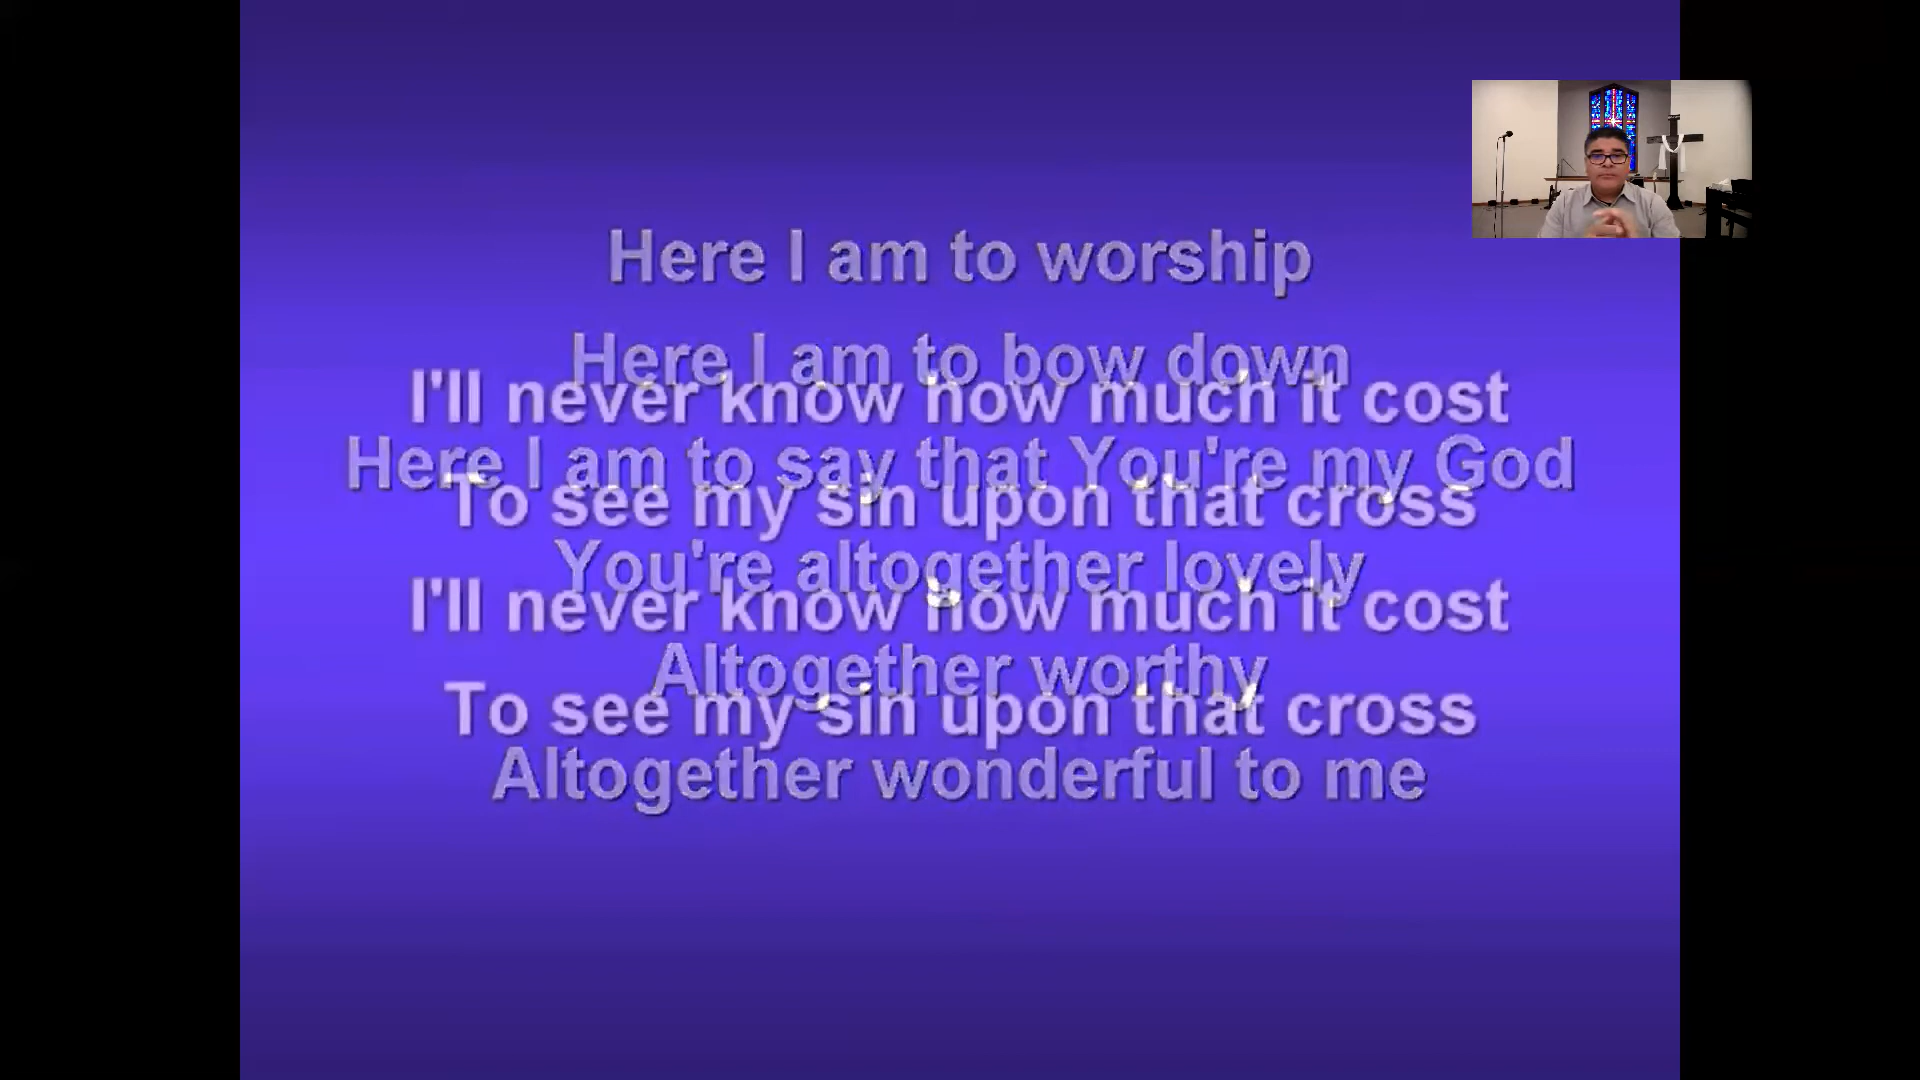 Here I am to worship
Here I am to bow down
I'll never know how much it cost
Here I am to say that You're my God
To see my sin upon that cross
You're altogether lovely
I'll never know how much it cost
Altogether worthy
To see my sin upon that cross
Altogether wonderful to me